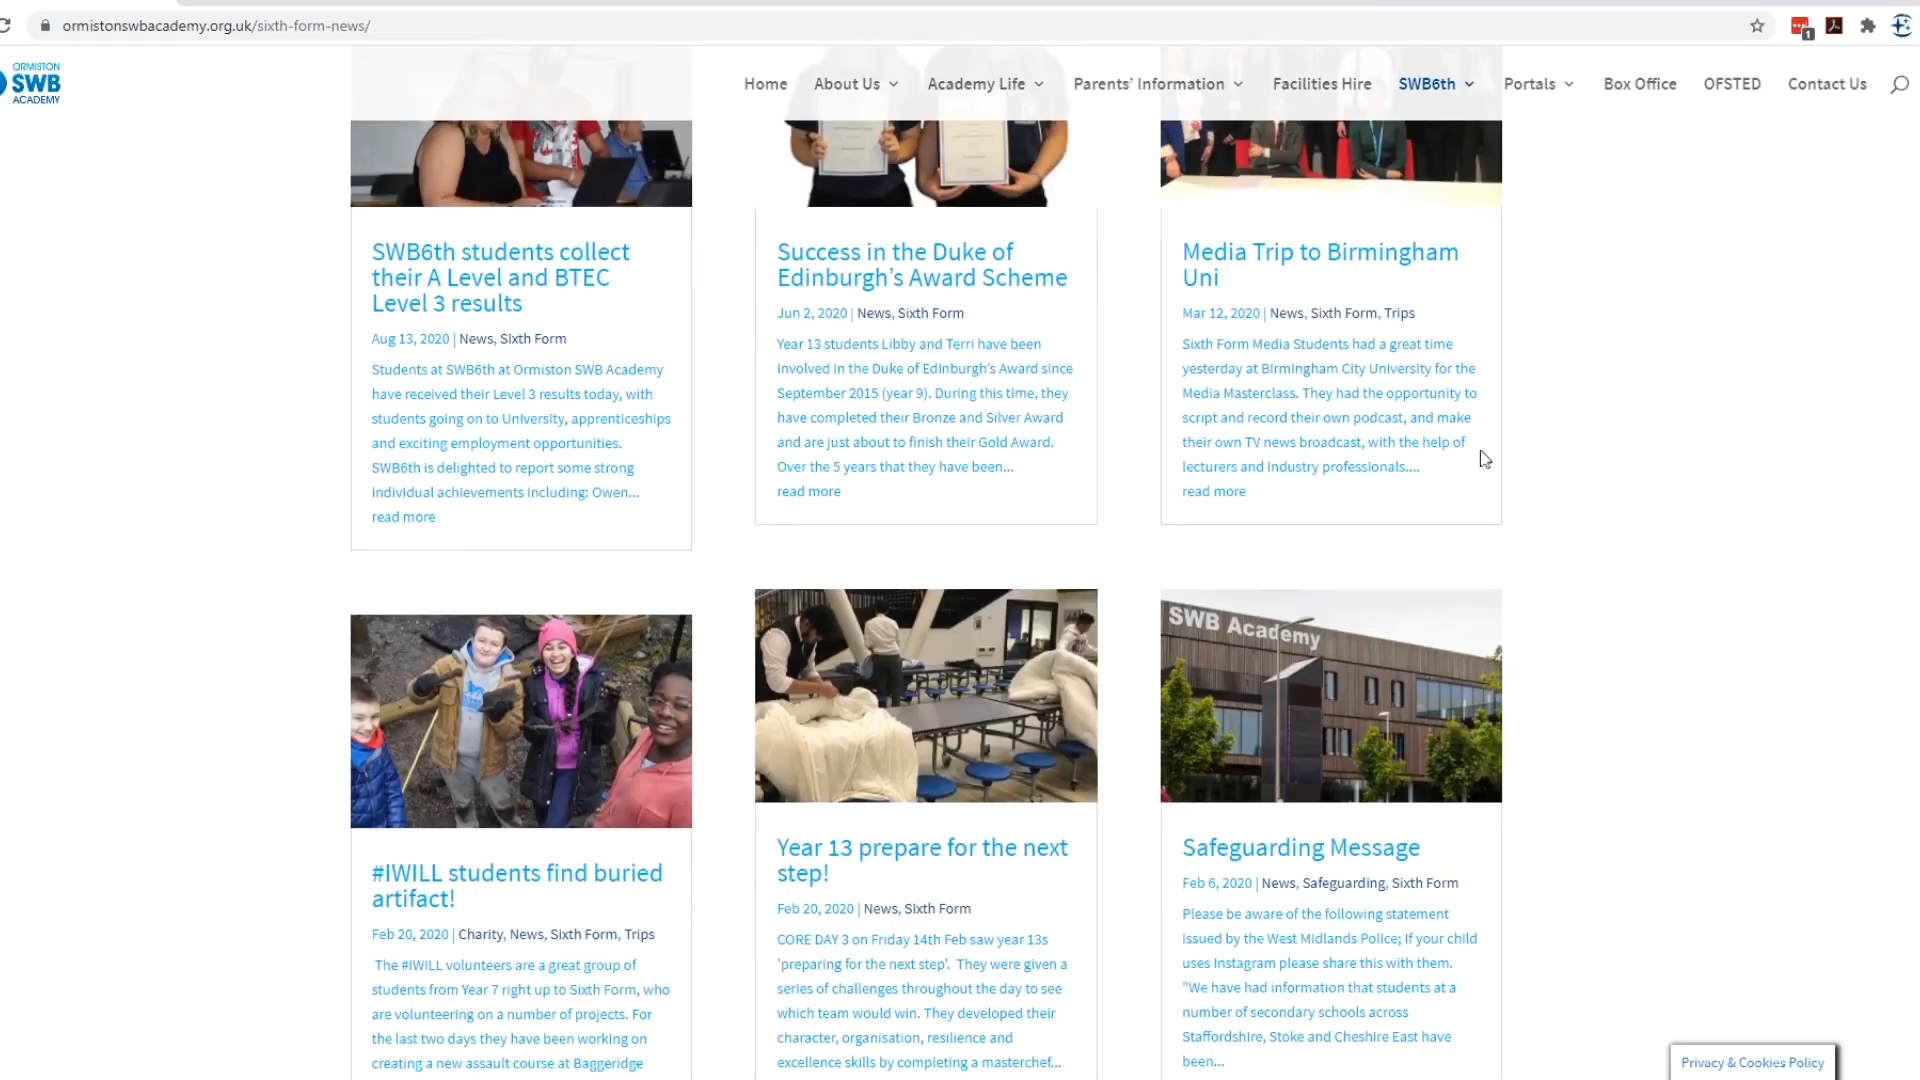 ormistonswbacademy.org.uk/sixth-form-news/
1
ORMISTON
SWB
ACADEMY
Home
About Us
Academy Life
Parents' Information
Facilities Hire
SWB6th
Portals
Box Office
OFSTED
Contact Us
SWB6th students collect
their A Level and BTEC
Level 3 results
Aug 13, 2020 | News, Sixth Form
Students at SWB6th at Ormiston SWB Academy
have received their Level 3 results today, with
students going on to University, apprenticeships
and exciting employment opportunities.
SWB6th is delighted to report some strong
individual achievements including: Owen...
read more
Success in the Duke of
Edinburgh's Award Scheme
Jun 2, 2020 | News, Sixth Form
Year 13 students Libby and Terri have been
involved in the Duke of Edinburgh's Award since
September 2015 (year 9). During this time, they
have completed their Bronze and Silver Award
and are just about to finish their Gold Award.
Over the 5 years that they have been...
read more
Media Trip to Birmingham
Uni
Mar 12, 2020 | News, Sixth Form, Trips
Sixth Form Media Students had a great time
yesterday at Birmingham City University for the
Media Masterclass. They had the opportunity to
script and record their own podcast, and make
their own TV news broadcast, with the help of
lecturers and industry professionals....
read more
#IWILL students find buried
artifact!
Feb 20, 2020 | Charity, News, Sixth Form, Trips
The #IWILL volunteers are a great group of
students from Year 7 right up to Sixth Form, who
are volunteering on a number of projects. For
the last two days they have been working on
creating a new assault course at Baggeridge
Year 13 prepare for the next
step!
Feb 20, 2020 | News, Sixth Form
CORE DAY 3 on Friday 14th Feb saw year 13s
'preparing for the next step'. They were given a
series of challenges throughout the day to see
which team would win. They developed their
character, organisation, resilience and
excellence skills by completing a masterchef...
SWB Academy
Safeguarding Message
Feb 6, 2020 | News, Safeguarding, Sixth Form
Please be aware of the following statement
issued by the West Midlands Police; If your child
uses Instagram please share this with them.
"We have had information that students at a
number of secondary schools across
Staffordshire, Stoke and Cheshire East have
been...
Privacy & Cookies Policy